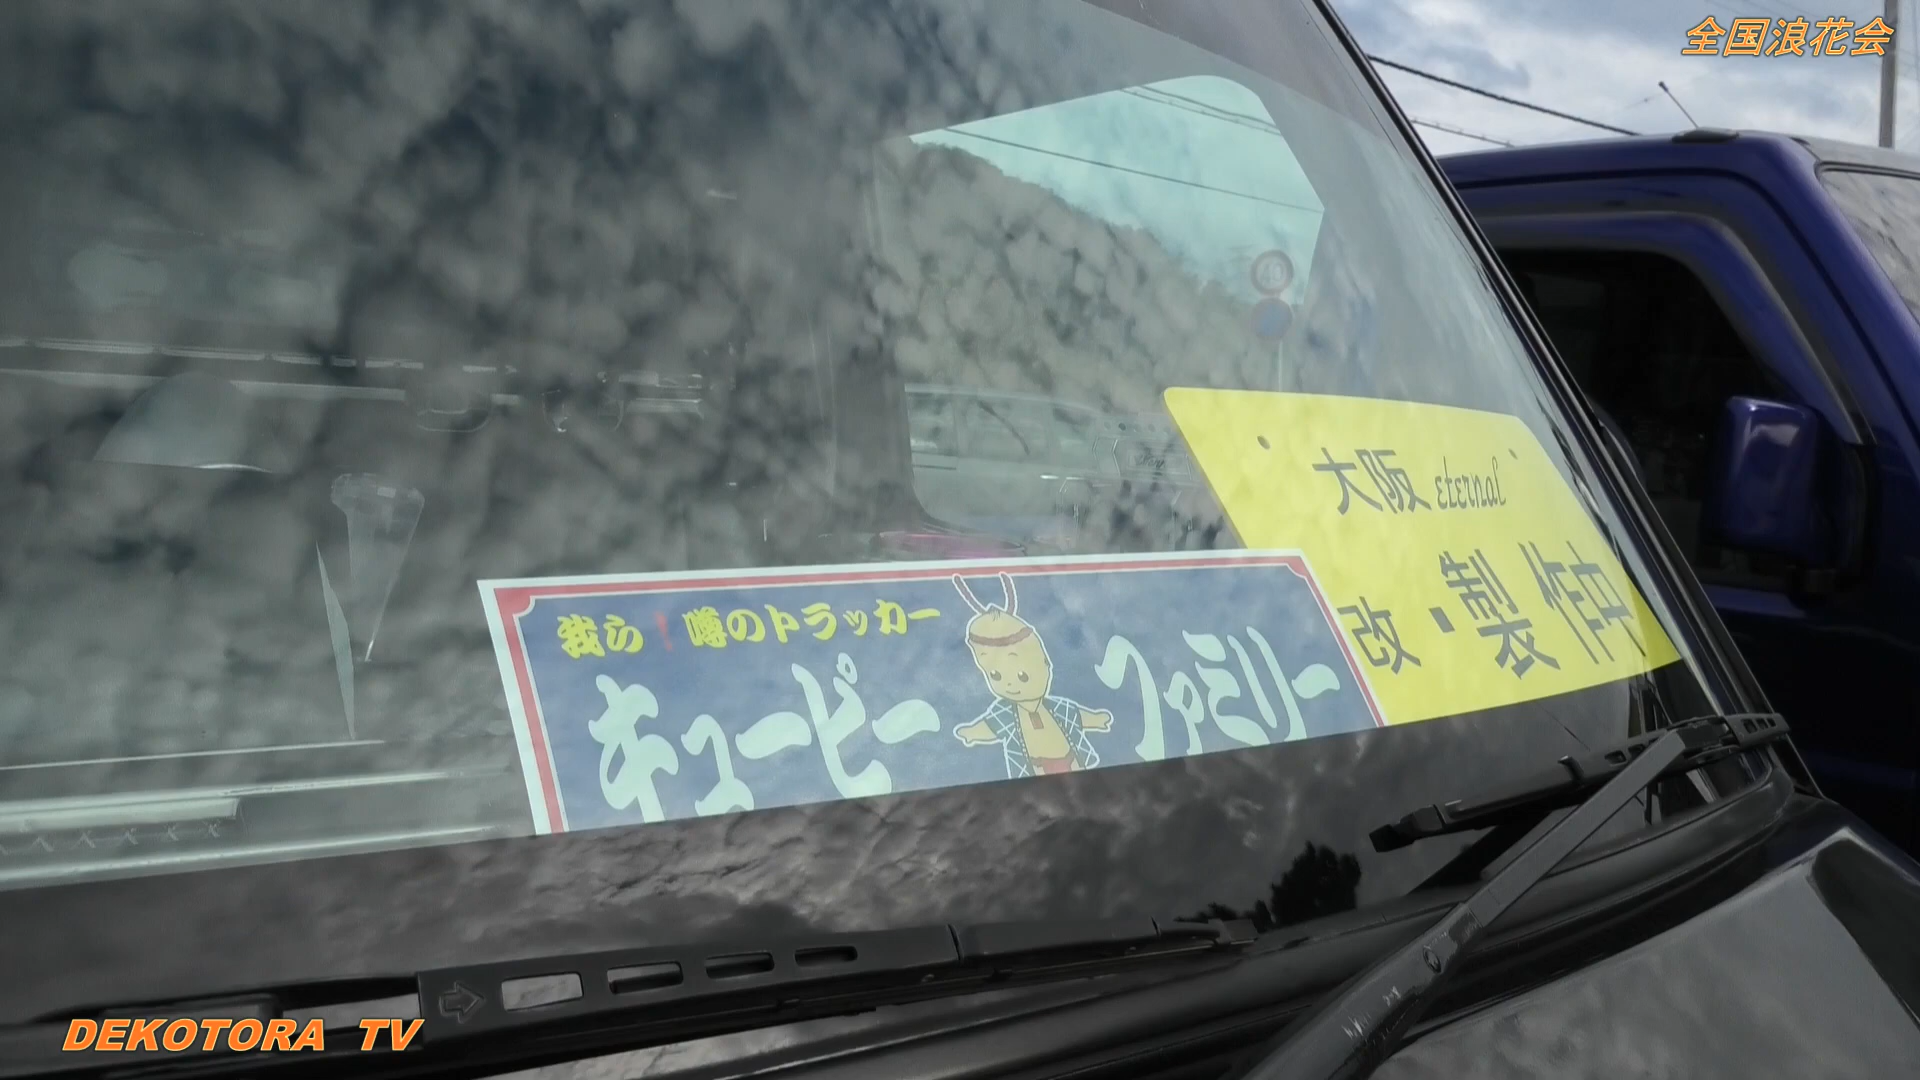 全国浪花会
40
大阪 eternal
改・製作中
我ら！噂のトラッカー
キューピー ファミリー
DEKOTORA TV